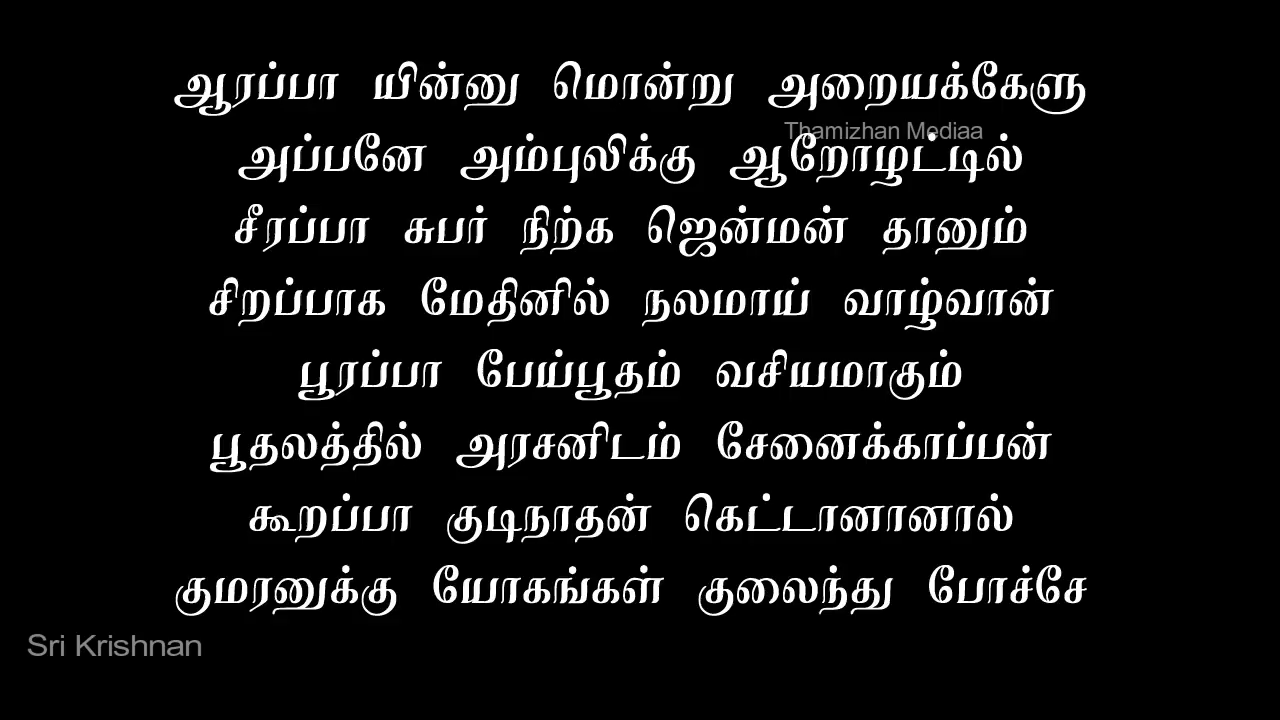 ஆரப்பா யின்னு மொன்று அறையக்கேளு
Thamizhan Mediaa
அப்பனே அம்புலிக்கு ஆறோழட்டில்
சீரப்பா சுபர் நிற்க ஜென்மன் தானும்
சிறப்பாக மேதினில் நலமாய் வாழ்வான்
பூரப்பா பேய்பூதம் வசியமாகும்
பூதலத்தில் அரசனிடம் சேனைக்காப்பன்
கூறப்பா குடிநாதன் கெட்டானானால்
குமரனுக்கு யோகங்கள் குலைந்து போச்சே
Sri Krishnan